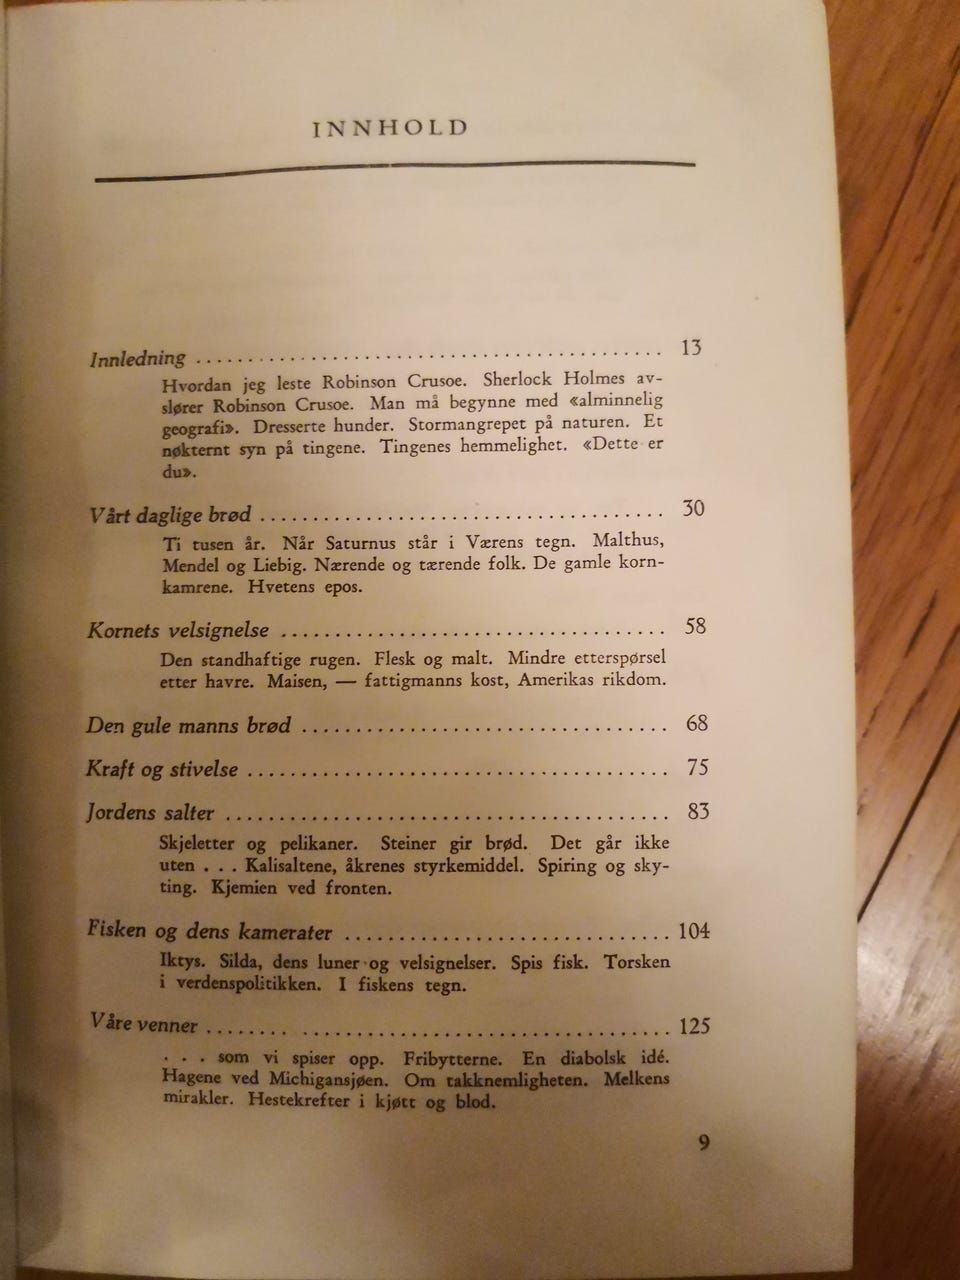 INNHOLD
Innledning ............................................. 13
Hvordan jeg leste Robinson Crusoe. Sherlock Holmes av-
slører Robinson Crusoe. Man må begynne med «alminnelig
geografi». Dresserte hunder. Stormangrepet på naturen. Et
nøkternt syn på tingene. Tingenes hemmelighet. «Dette er
du».
Vårt daglige brød ....................................... 30
Ti tusen år. Når Saturnus står i Værens tegn. Malthus,
Mendel og Liebig. Nærende og tærende folk. De gamle korn-
kamrene. Hvetens epos.
Kornets velsignelse ..................................... 58
Den standhaftige rugen. Flesk og malt. Mindre etterspørsel
etter havre. Maisen, — fattigmanns kost, Amerikas rikdom.
Den gule manns brød ................................... 68
Kraft og stivelse ........................................ 75
Jordens salter .......................................... 83
Skjeletter og pelikaner. Steiner gir brød. Det går ikke
uten . . . Kalisaltene, åkrenes styrkemiddel. Spiring og sky-
ting. Kjemien ved fronten.
Fisken og dens kamerater ............................... 104
Iktys. Silda, dens luner og velsignelser. Spis fisk. Torsken
i verdenspolitikken. I fiskens tegn.
Våre venner ........ ................................... 125
. . . som vi spiser opp. Fribytterne. En diabolsk idé.
Hagene ved Michigansjøen. Om takknemligheten. Melkens
mirakler. Hestekrefter i kjøtt og blod.
9